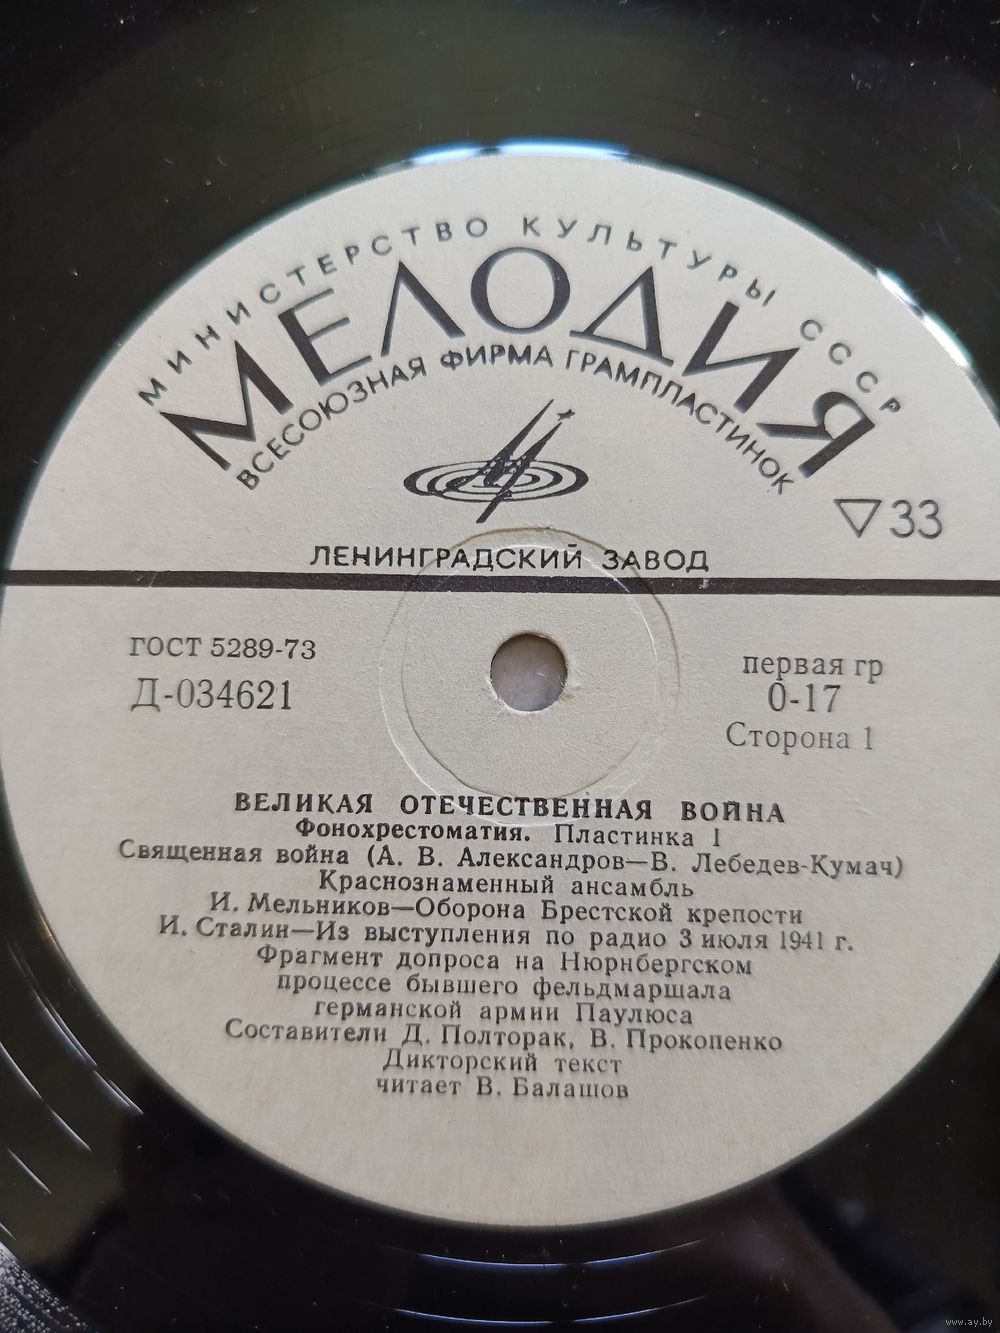 МИНИСТЕРСТВО КУЛЬТУРЫ СССР
МЕЛОДИЯ
ВСЕСОЮЗНАЯ ФИРМА ГРАМПЛАСТИНОК
33
ЛЕНИНГРАДСКИЙ ЗАВОД
ГОСТ 5289-73
Д-034621
первая гр
0-17
Сторона 1
ВЕЛИКАЯ ОТЕЧЕСТВЕННАЯ ВОЙНА
Фонохрестоматия. Пластинка 1
Священная война (А. В. Александров—В. Лебедев-Кумач)
Краснознаменный ансамбль
И. Мельников—Оборона Брестской крепости
И. Сталин—Из выступления по радио 3 июля 1941 г.
Фрагмент допроса на Нюрнбергском
процессе бывшего фельдмаршала
германской армии Паулюса
Составители Д. Полторак, В. Прокопенко
Дикторский текст
читает В. Балашов
www.ay.by